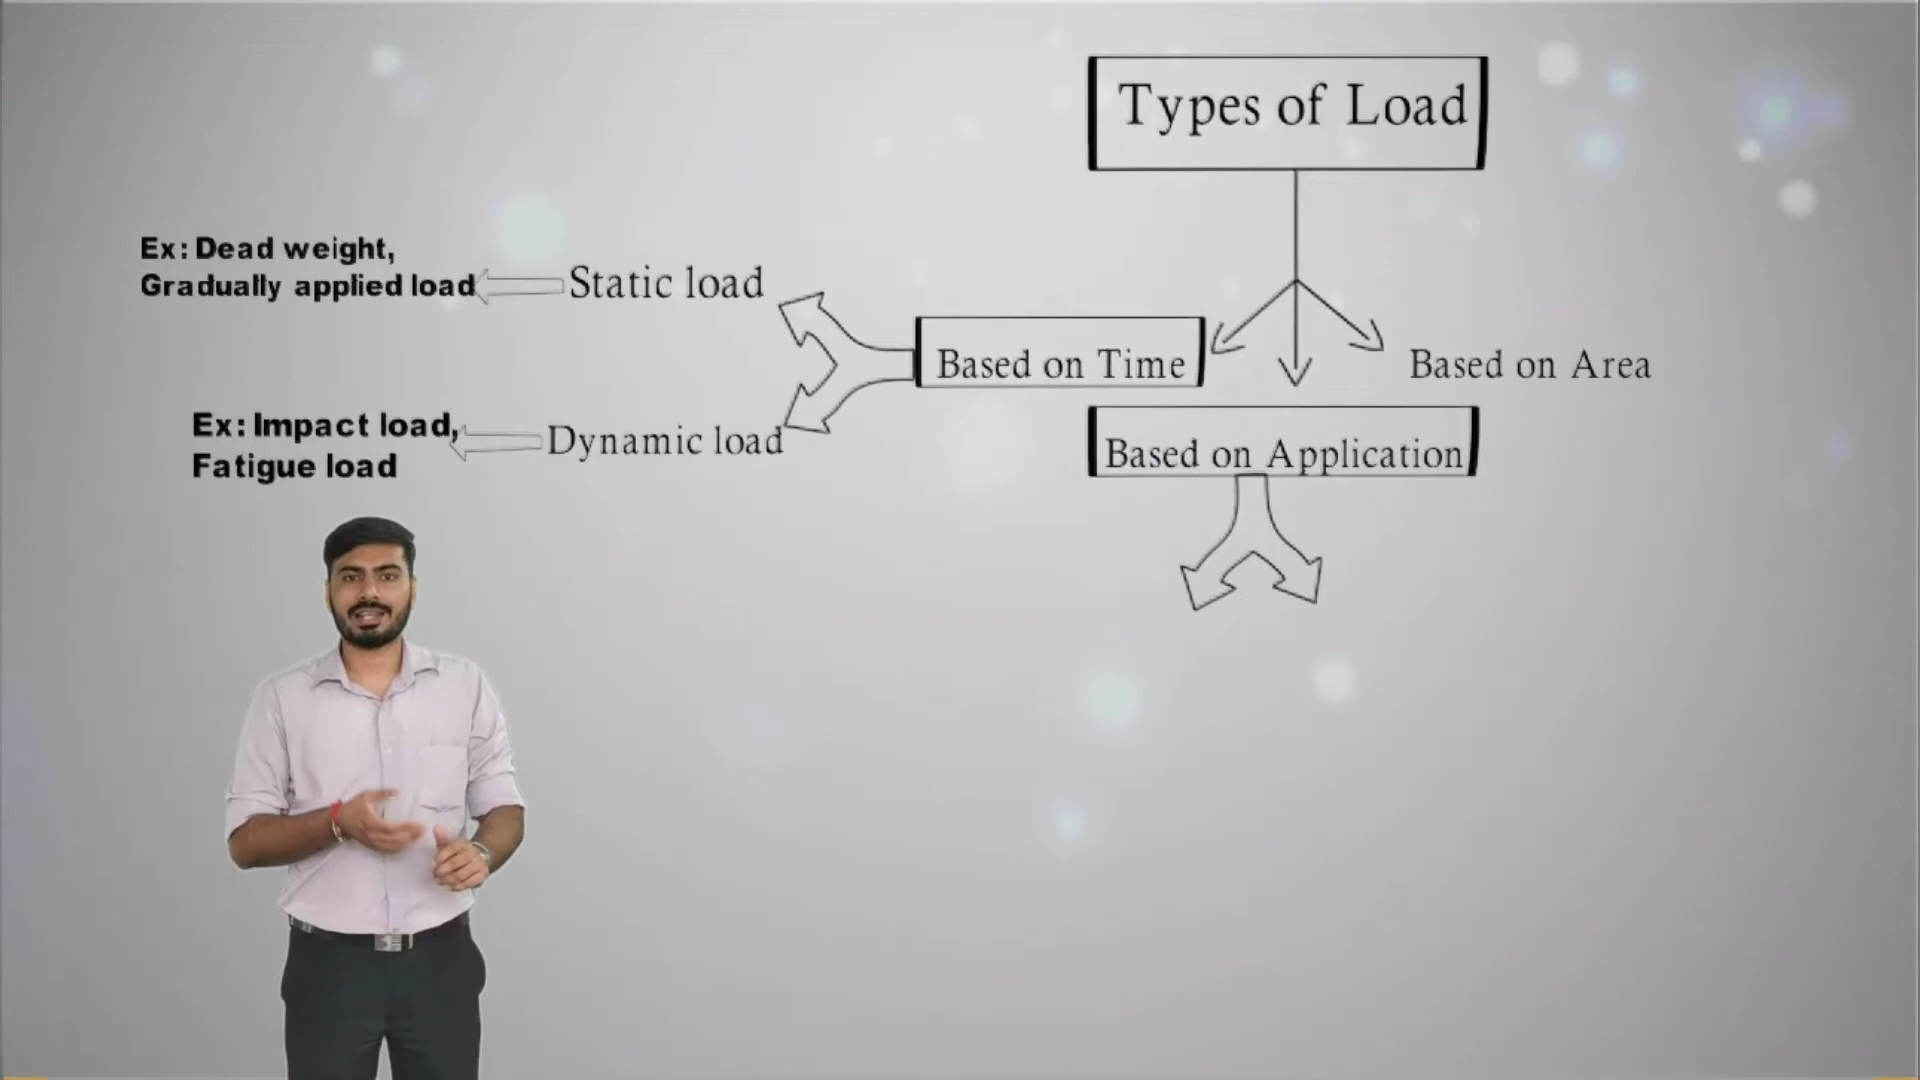 Types of Load
Ex: Dead weight,
Gradually applied load
Static load
Based on Time
Based on Area
Ex: Impact load,
Fatigue load
Dynamic load
Based on Application